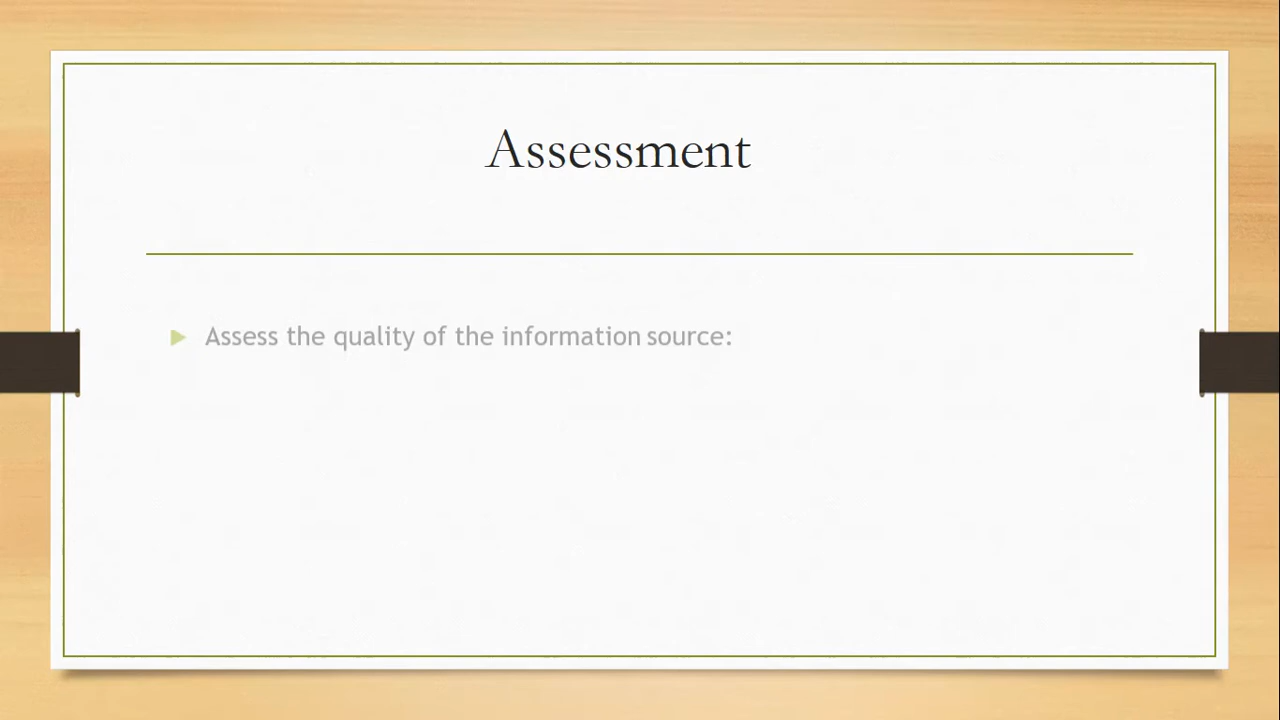 Assessment
Assess the quality of the information source: